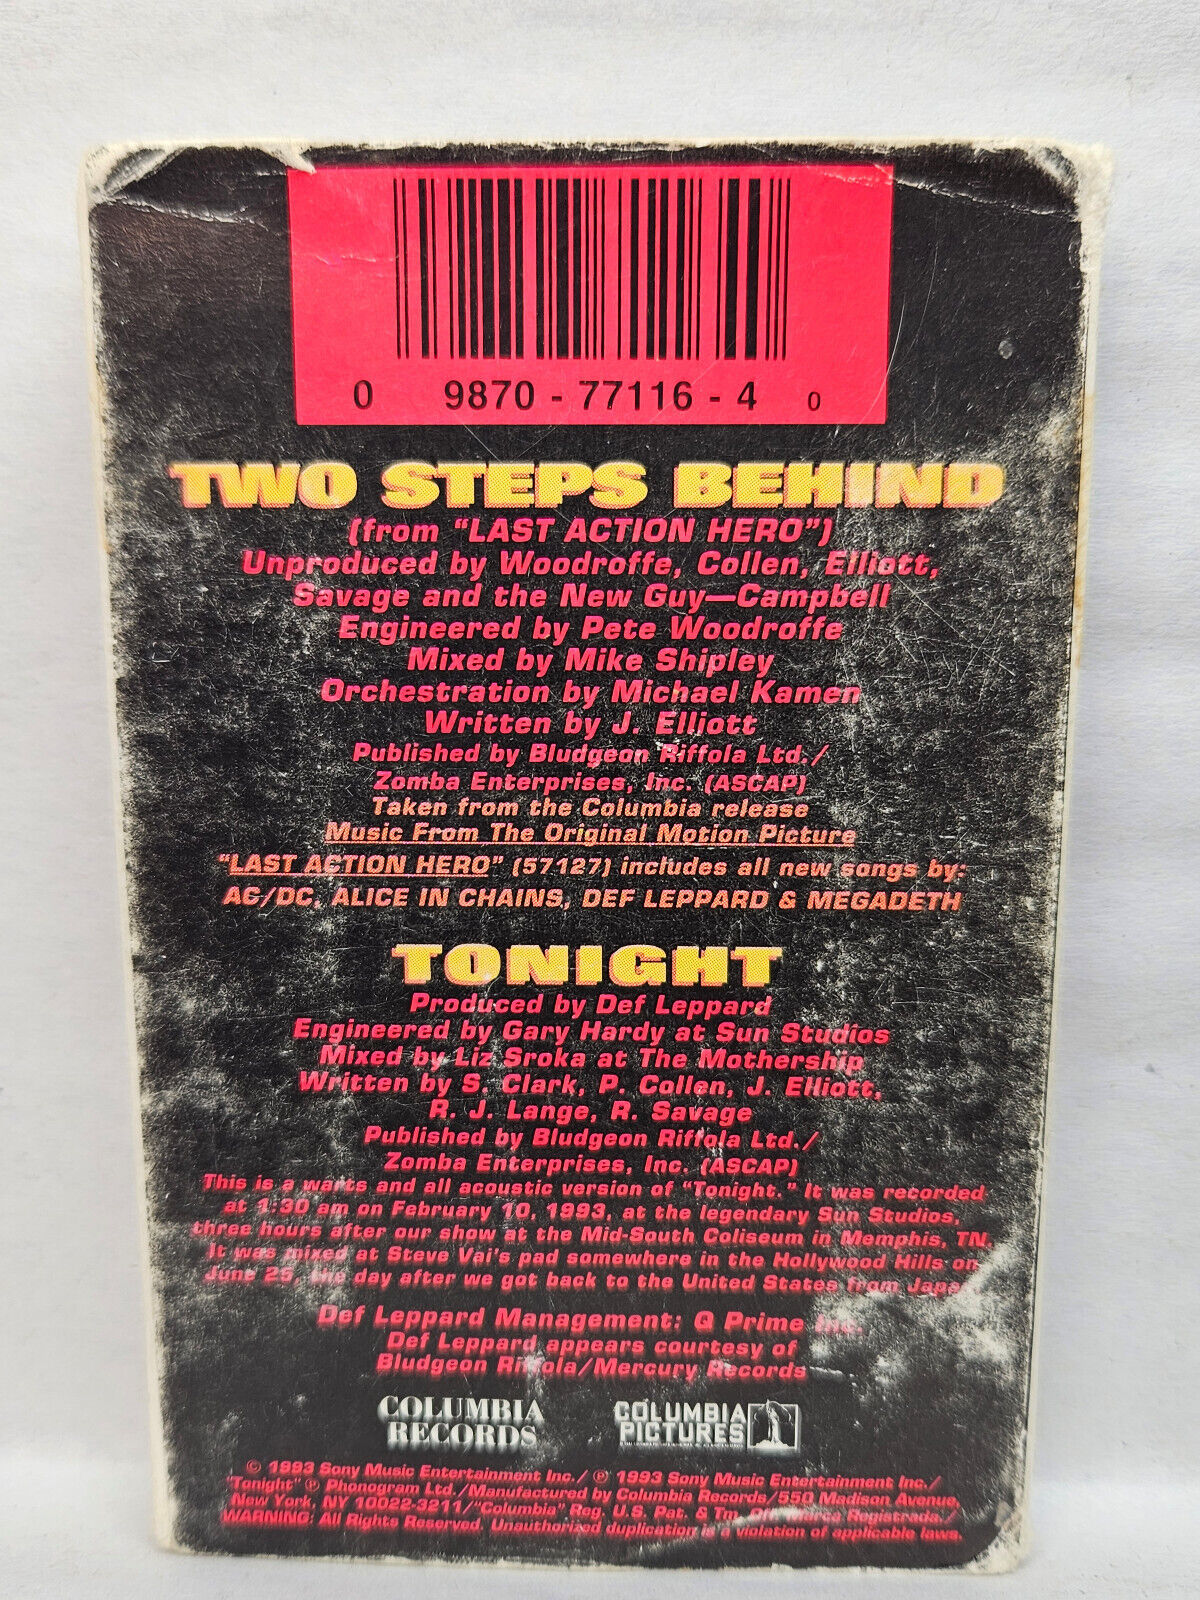 0 9870 - 77116 - 4 0
TWO STEPS BEHIND
(from "LAST ACTION HERO")
Unproduced by Woodroffe, Collen, Elliott,
Savage and the New Guy—Campbell
Engineered by Pete Woodroffe
Mixed by Mike Shipley
Orchestration by Michael Kamen
Written by J. Elliott
Published by Bludgeon Riffola Ltd./
Zomba Enterprises, Inc. (ASCAP)
Taken from the Columbia release
Music From The Original Motion Picture
"LAST ACTION HERO" (57127) includes all new songs by:
AC/DC, ALICE IN CHAINS, DEF LEPPARD & MEGADETH
TONIGHT
Produced by Def Leppard
Engineered by Gary Hardy at Sun Studios
Mixed by Liz Sroka at The Mothership
Written by S. Clark, P. Collen, J. Elliott,
R. J. Lange, R. Savage
Published by Bludgeon Riffola Ltd./
Zomba Enterprises, Inc. (ASCAP)
This is a warts and all acoustic version of "Tonight." It was recorded
at 1:30 am on February 10, 1993, at the legendary Sun Studios,
three hours after our show at the Mid-South Coliseum in Memphis, TN.
It was mixed at Steve Vai's pad somewhere in the Hollywood Hills on
June 25, the day after we got back to the United States from
Def Leppard Management: Q Prime Inc.
Def Leppard appears courtesy of
Bludgeon Riffola/Mercury Records
COLUMBIA RECORDS
COLUMBIA PICTURES
© 1993 Sony Music Entertainment Inc./ ℗ 1993 Sony Music Entertainment Inc./
"Tonight" ℗ Phonogram Ltd./Manufactured by Columbia Records/550 Madison Avenue,
New York, NY 10022-3211/"Columbia" Reg. U.S. Pat. & Tm. Off. Marca Registrada./
WARNING: All Rights Reserved. Unauthorized duplication is a violation of applicable laws.